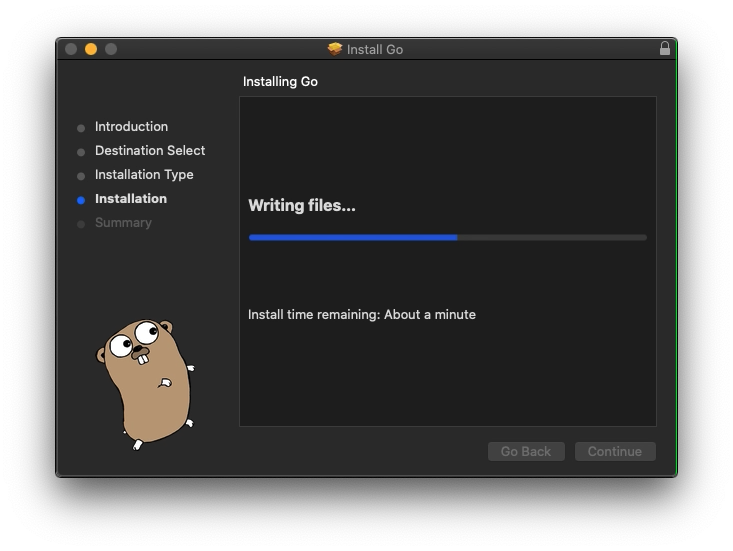 Install Go
Installing Go
Introduction
Destination Select
Installation Type
Installation
Summary
Writing files...
Install time remaining: About a minute
Go Back
Continue